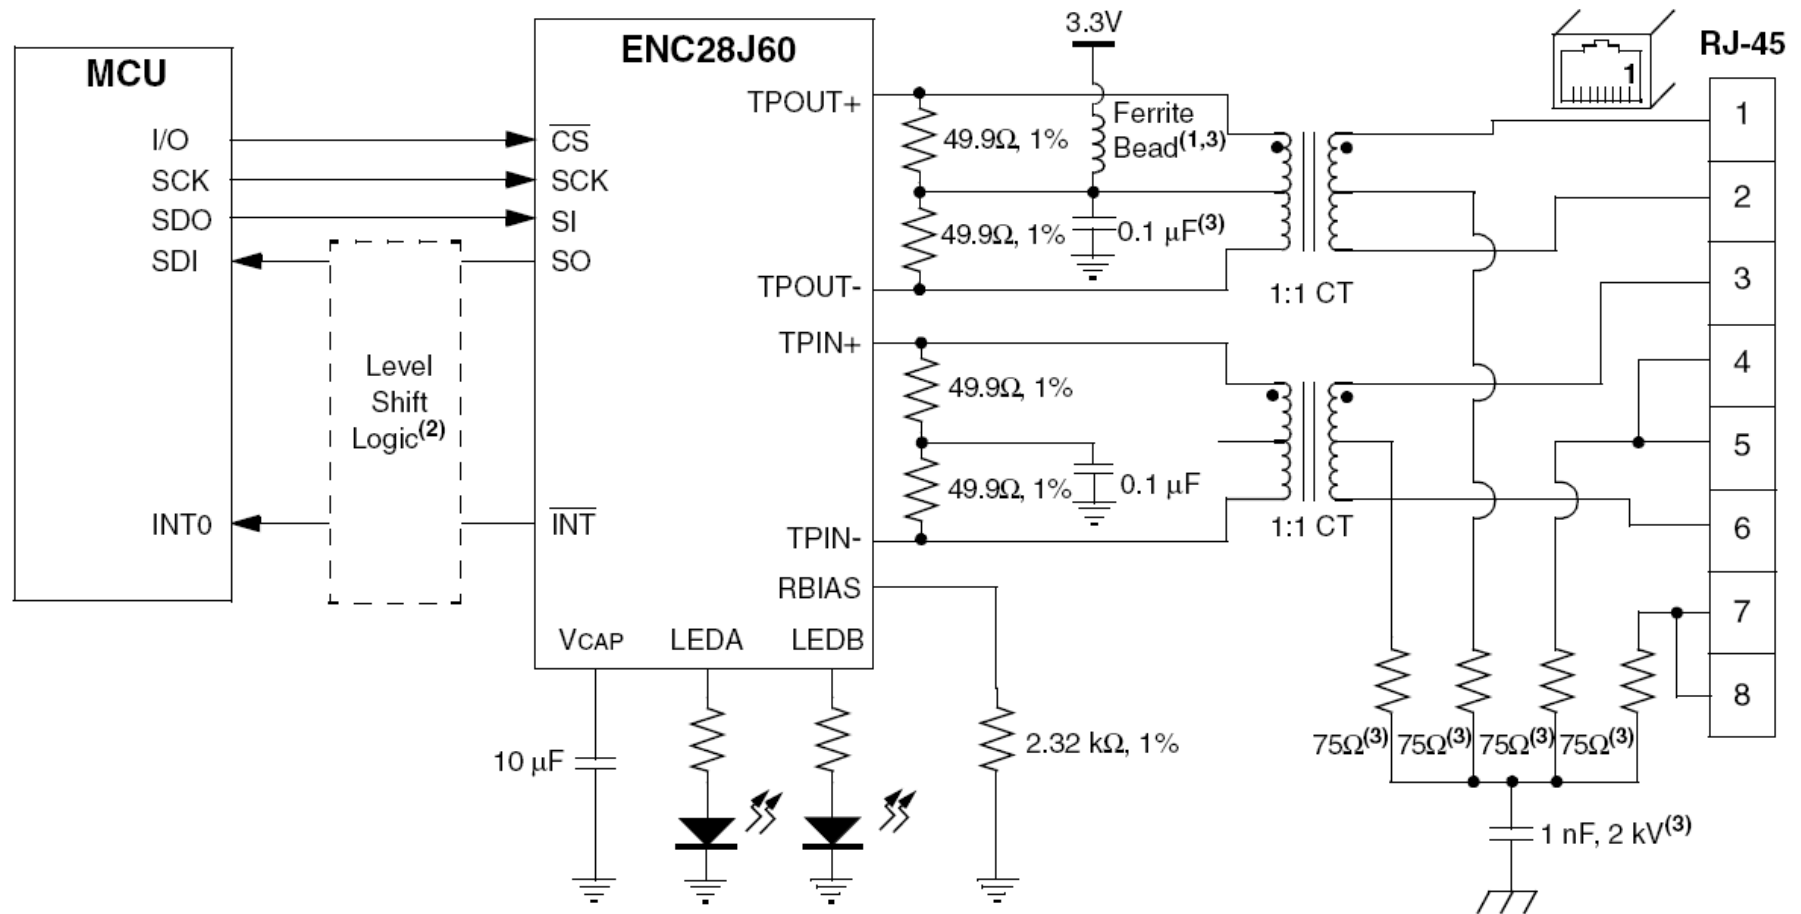 MCU
I/O
SCK
SDO
SDI
INT0
Level
Shift
Logic(2)
ENC28J60
CS
SCK
SI
SO
INT
TPOUT+
TPOUT-
TPIN+
TPIN-
RBIAS
VCAP
LEDA
LEDB
10 μF
2.32 kΩ, 1%
3.3V
Ferrite
Bead(1,3)
49.9Ω, 1%
49.9Ω, 1%
0.1 μF(3)
1:1 CT
49.9Ω, 1%
49.9Ω, 1%
0.1 μF
1:1 CT
1
RJ-45
1
2
3
4
5
6
7
8
75Ω(3)
75Ω(3)
75Ω(3)
75Ω(3)
1 nF, 2 kV(3)